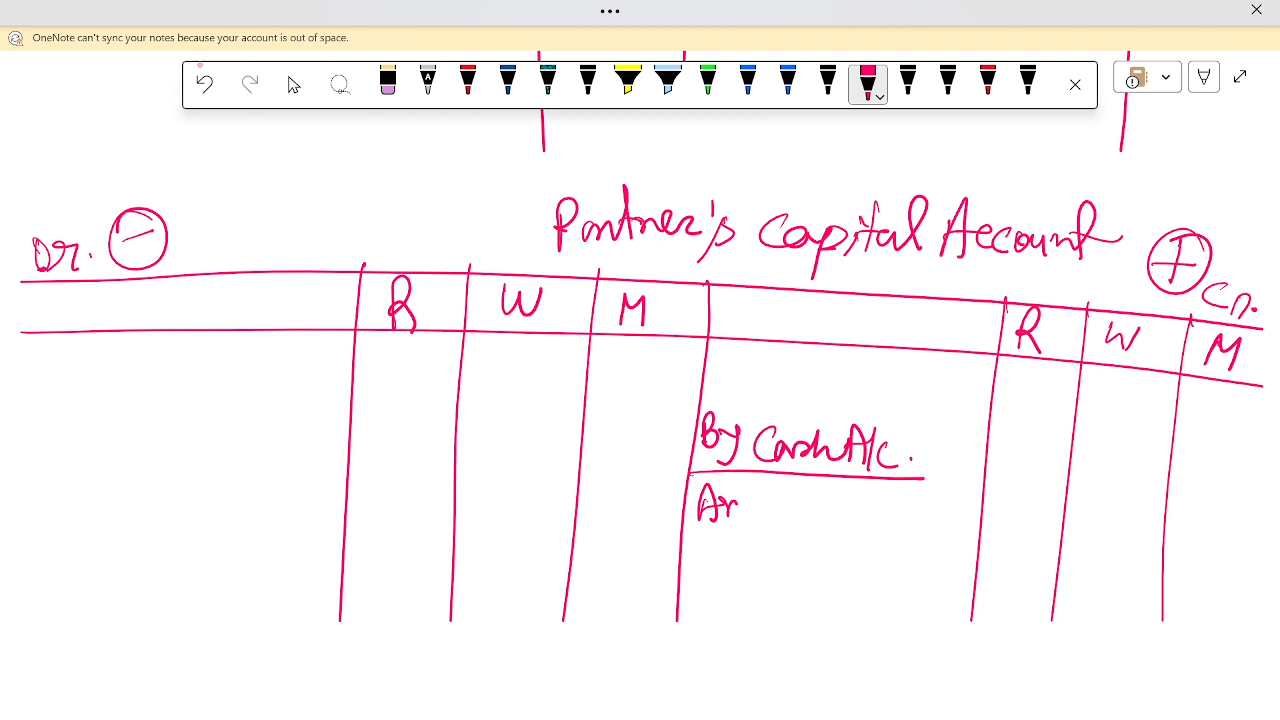 OneNote can't sync your notes because your account is out of space.
Partner's Capital Account
Dr. Cr.
R W M R W M
By Cash A/c.
Ar